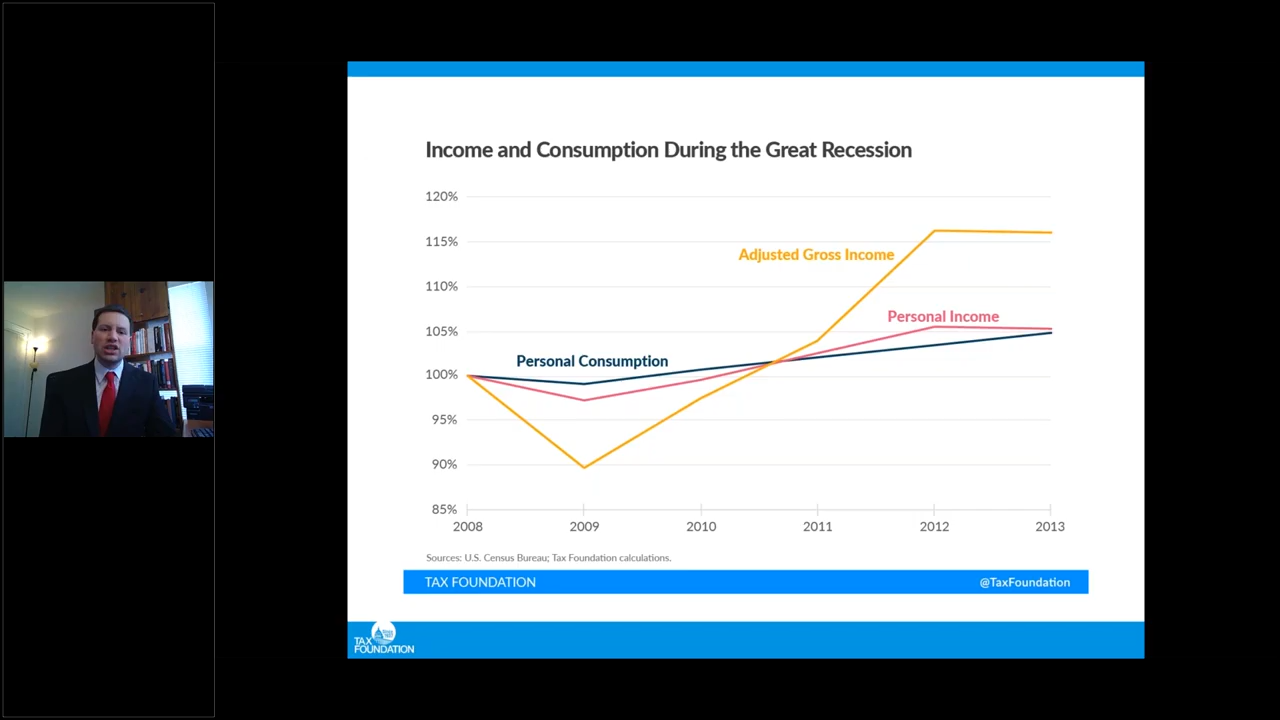 Income and Consumption During the Great Recession
120%
115%
Adjusted Gross Income
110%
Personal Income
105%
Personal Consumption
100%
95%
90%
85%
2008 2009 2010 2011 2012 2013
Sources: U.S. Census Bureau; Tax Foundation calculations.
TAX FOUNDATION @TaxFoundation
TAX
FOUNDATION